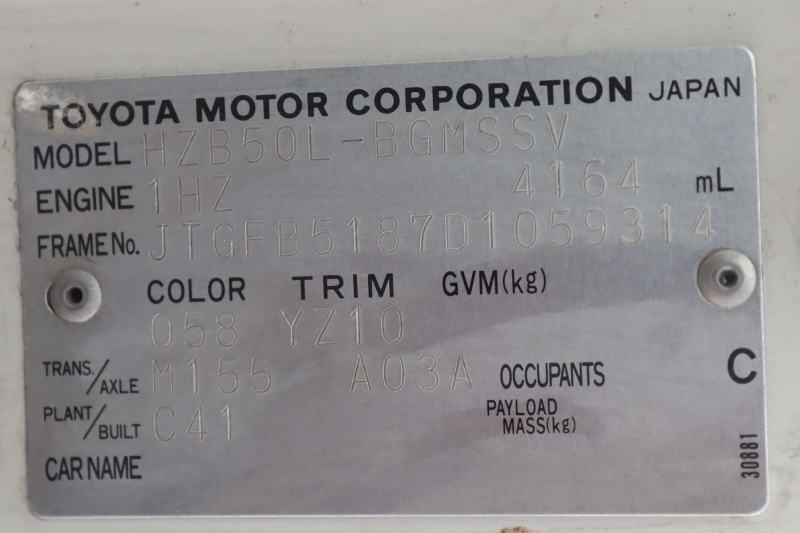 TOYOTA MOTOR CORPORATION JAPAN
MODEL HZB50L-BGMSSV
ENGINE 1HZ 4164 mL
FRAME No. JTGFB5187D1059314
COLOR TRIM GVM(kg)
058 YZ10
TRANS./AXLE M155 A03A OCCUPANTS C
PLANT/BUILT C41 PAYLOAD MASS(kg)
CAR NAME
30881